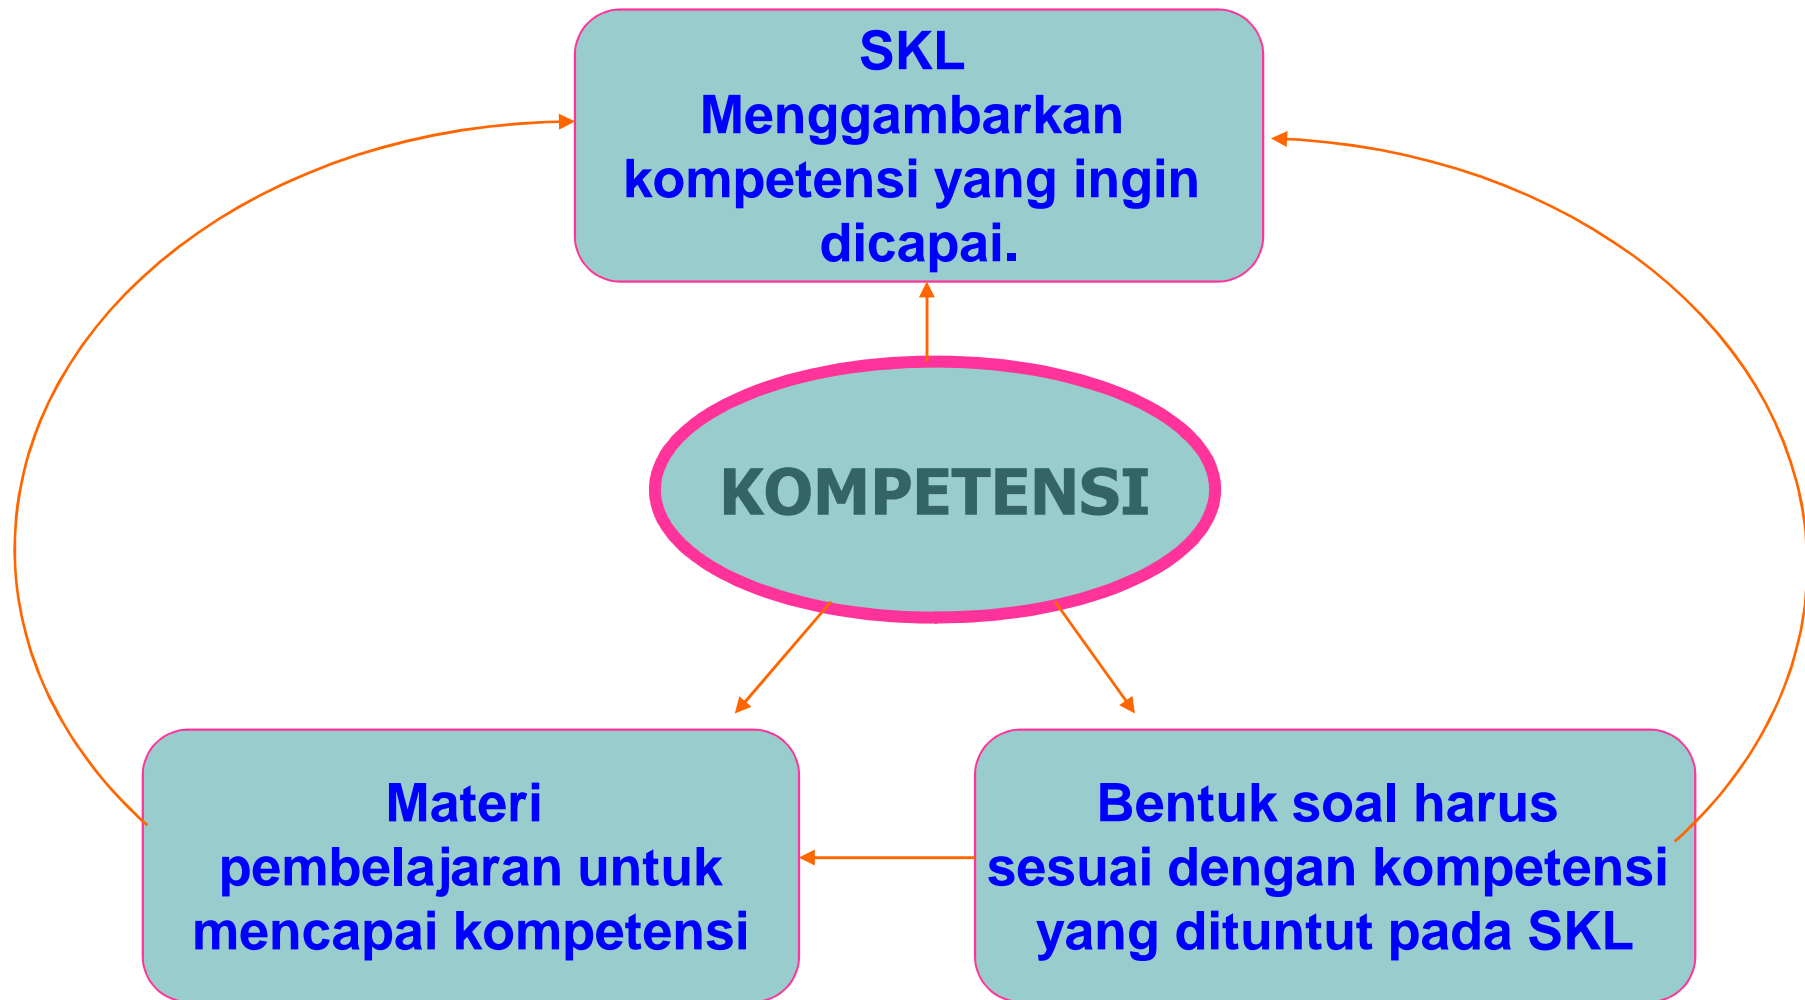 SKL
Menggambarkan
kompetensi yang ingin
dicapai.
KOMPETENSI
Materi
pembelajaran untuk
mencapai kompetensi
Bentuk soal harus
sesuai dengan kompetensi
yang dituntut pada SKL